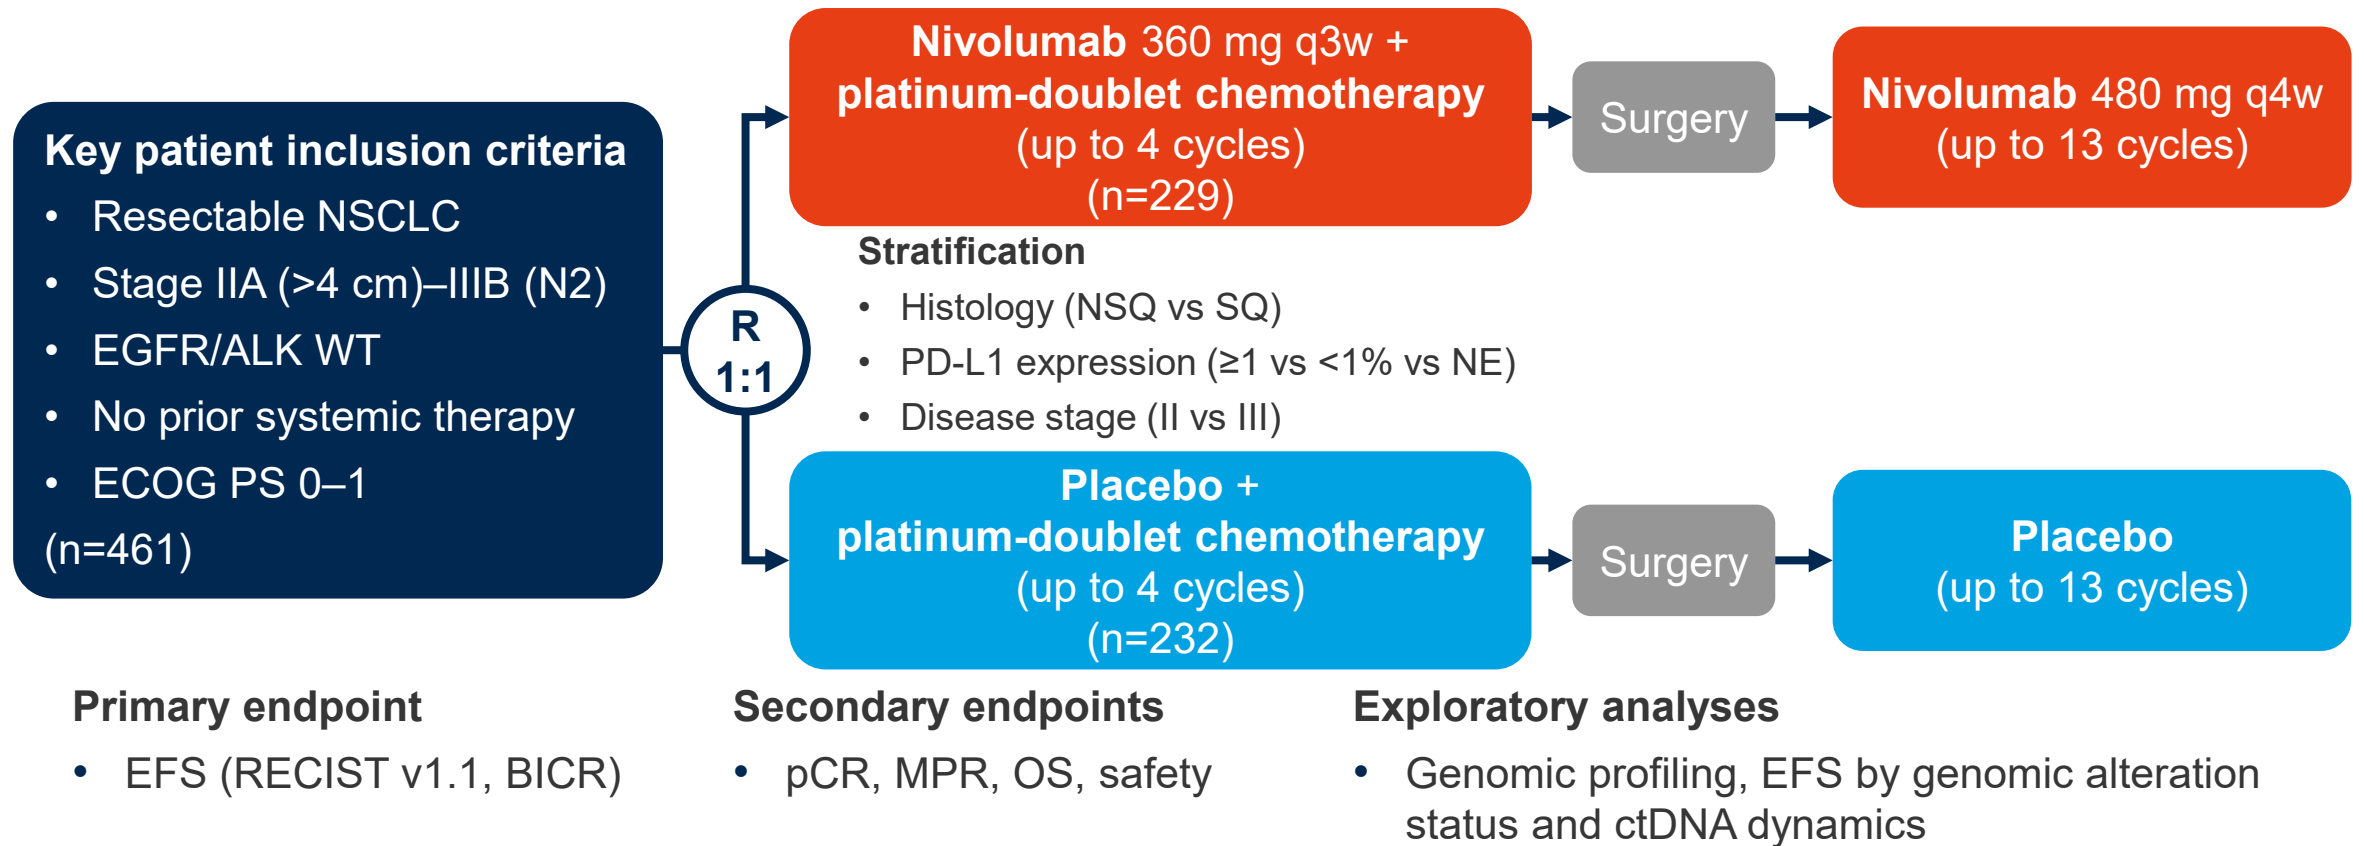 Key patient inclusion criteria
• Resectable NSCLC
• Stage IIA (>4 cm)–IIIB (N2)
• EGFR/ALK WT
• No prior systemic therapy
• ECOG PS 0–1
(n=461)
R
1:1
Nivolumab 360 mg q3w +
platinum-doublet chemotherapy
(up to 4 cycles)
(n=229)
Surgery
Nivolumab 480 mg q4w
(up to 13 cycles)
Stratification
• Histology (NSQ vs SQ)
• PD-L1 expression (≥1 vs <1% vs NE)
• Disease stage (II vs III)
Placebo +
platinum-doublet chemotherapy
(up to 4 cycles)
(n=232)
Surgery
Placebo
(up to 13 cycles)
Primary endpoint
• EFS (RECIST v1.1, BICR)
Secondary endpoints
• pCR, MPR, OS, safety
Exploratory analyses
• Genomic profiling, EFS by genomic alteration
status and ctDNA dynamics